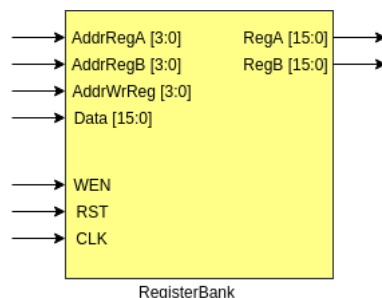 AddrRegA [3:0] RegA [15:0]
AddrRegB [3:0] RegB [15:0]
AddrWrReg [3:0]
Data [15:0]
WEN
RST
CLK
RegisterBank